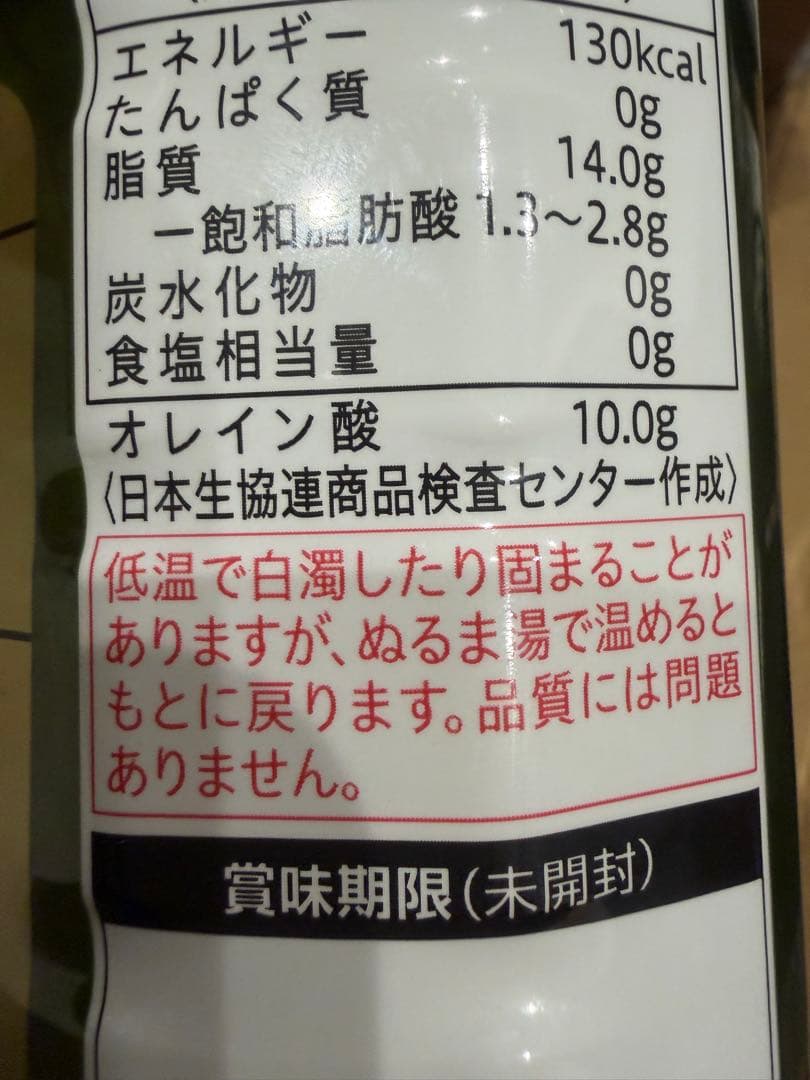 エネルギー 130kcal
たんぱく質 0g
脂質 14.0g
ー飽和脂肪酸 1.3〜2.8g
炭水化物 0g
食塩相当量 0g
オレイン酸 10.0g
〈日本生協連商品検査センター作成〉
低温で白濁したり固まることが
ありますが、ぬるま湯で温めると
もとに戻ります。品質には問題
ありません。
賞味期限(未開封)